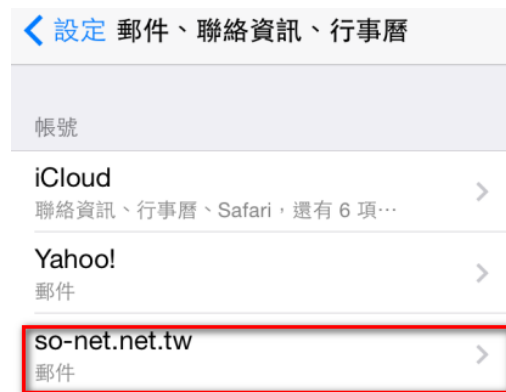 設定 郵件、聯絡資訊、行事曆
帳號
iCloud
聯絡資訊、行事曆、Safari，還有 6 項…
Yahoo!
郵件
so-net.net.tw
郵件